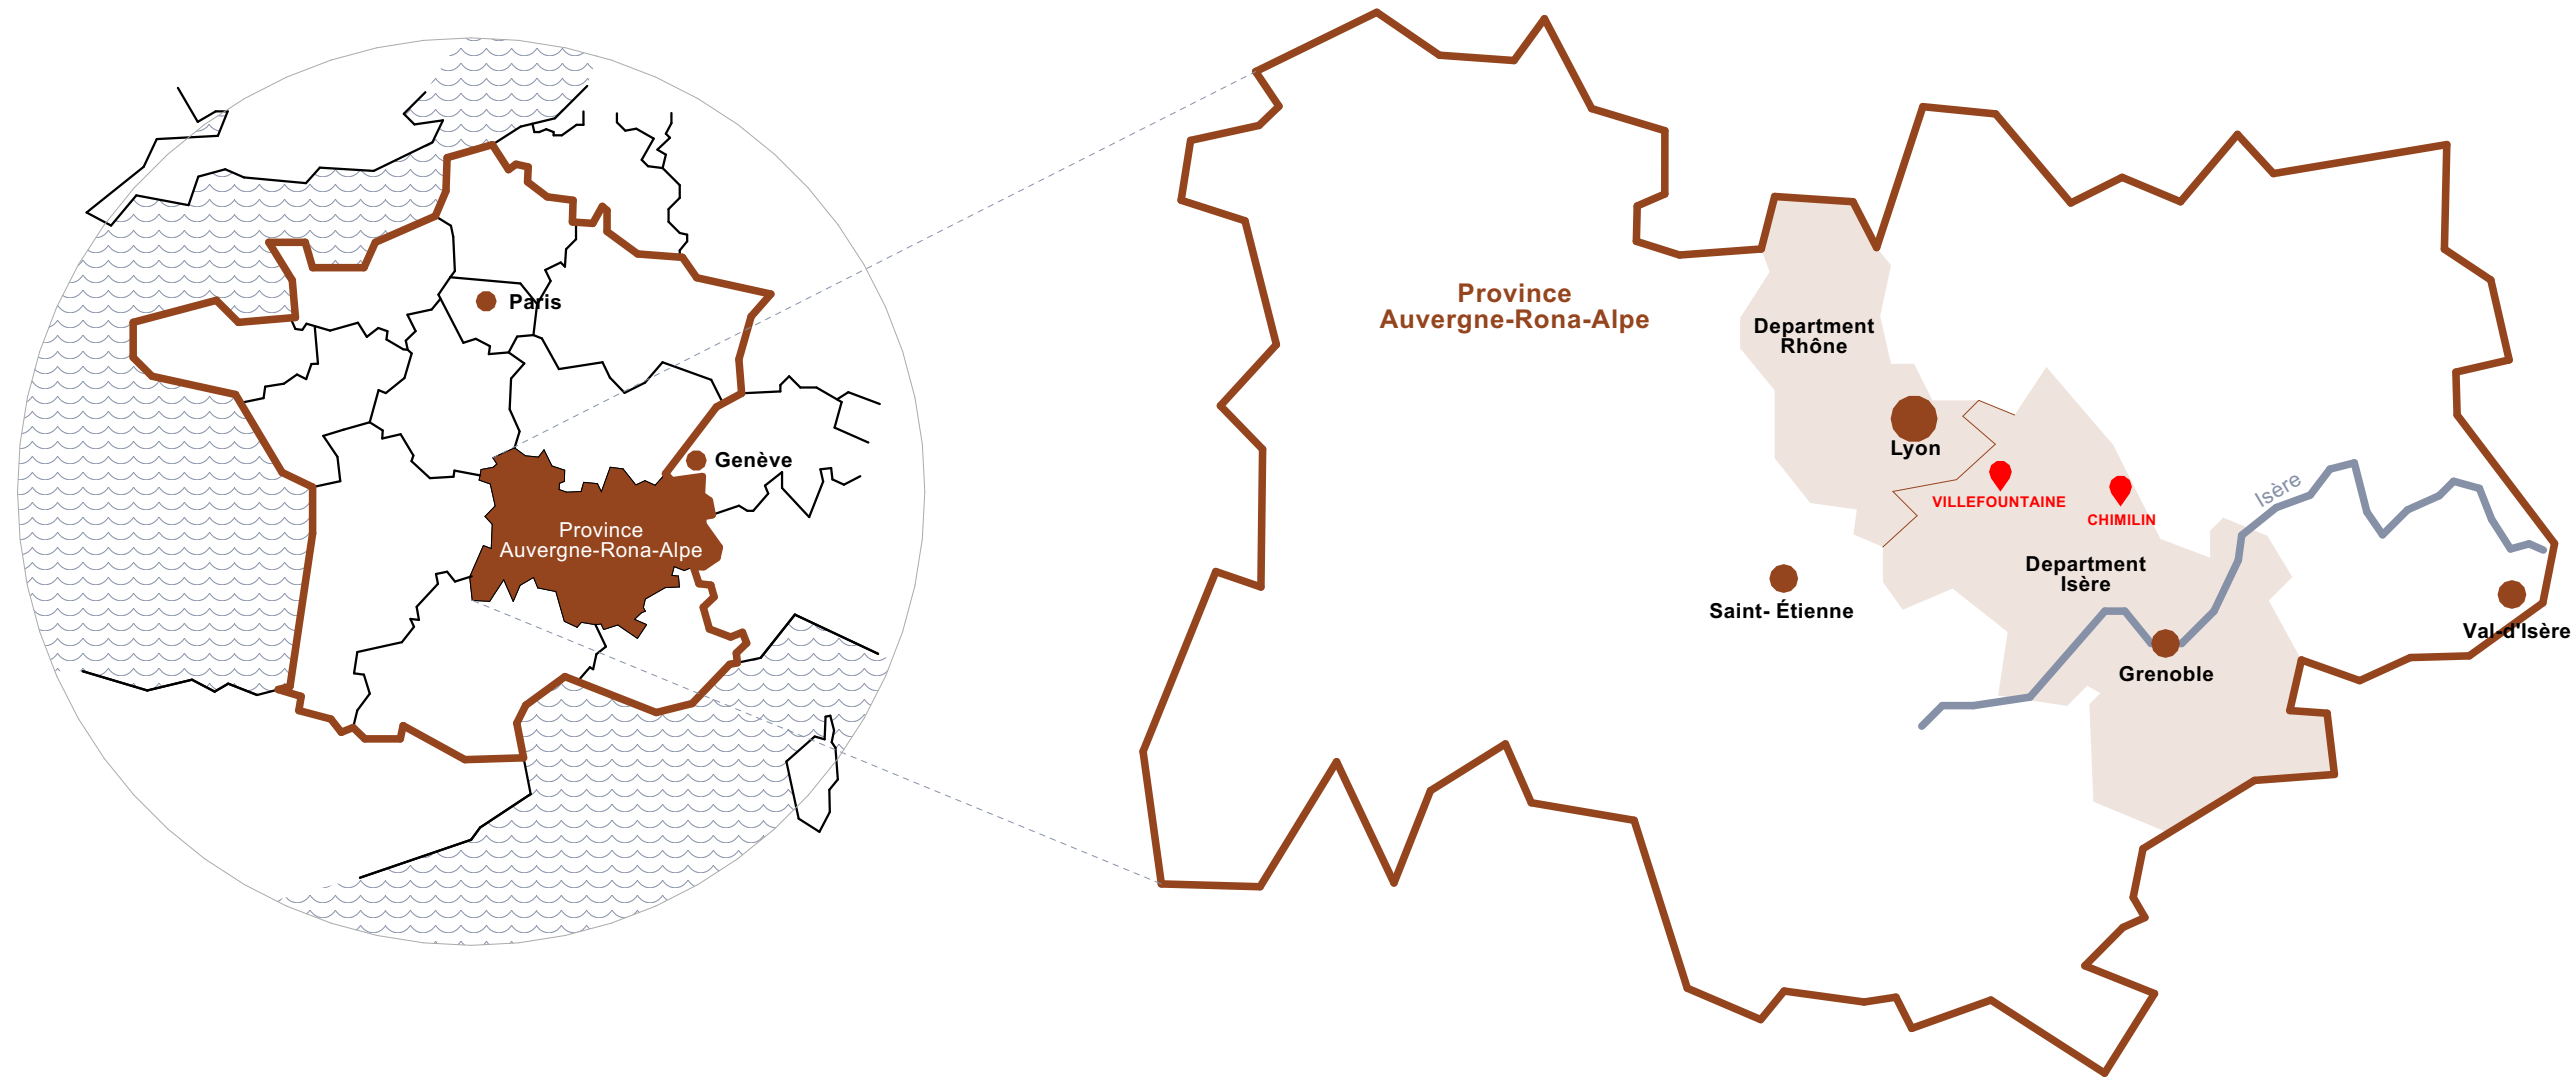 Paris
Genève
Province
Auvergne-Rona-Alpe
Province
Auvergne-Rona-Alpe
Department
Rhône
Lyon
VILLEFOUNTAINE
CHIMILIN
Isère
Department
Isère
Saint- Étienne
Grenoble
Val-d'Isère